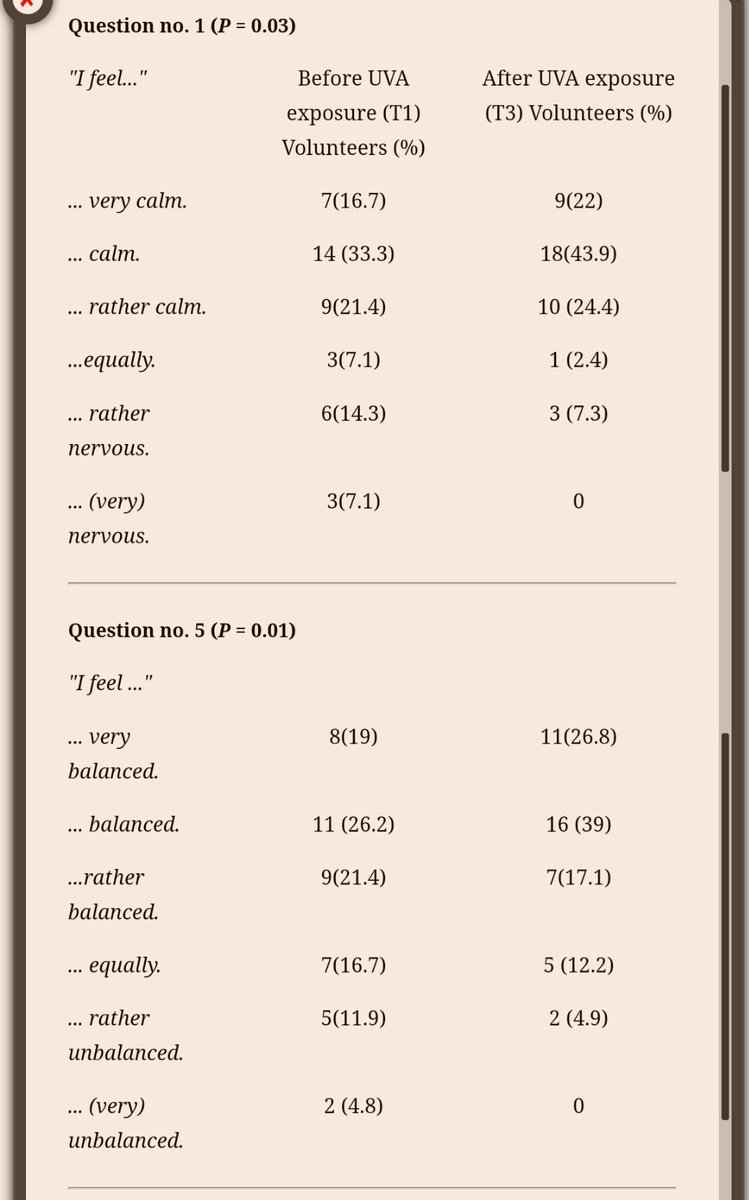 Question no. 1 (P = 0.03)
"I feel..." Before UVA After UVA exposure
exposure (T1) (T3) Volunteers (%)
Volunteers (%)
... very calm. 7(16.7) 9(22)
... calm. 14 (33.3) 18(43.9)
... rather calm. 9(21.4) 10 (24.4)
...equally. 3(7.1) 1 (2.4)
... rather 6(14.3) 3 (7.3)
nervous.
... (very) 3(7.1) 0
nervous.
Question no. 5 (P = 0.01)
"I feel ..."
... very 8(19) 11(26.8)
balanced.
... balanced. 11 (26.2) 16 (39)
...rather 9(21.4) 7(17.1)
balanced.
... equally. 7(16.7) 5 (12.2)
... rather 5(11.9) 2 (4.9)
unbalanced.
... (very) 2 (4.8) 0
unbalanced.